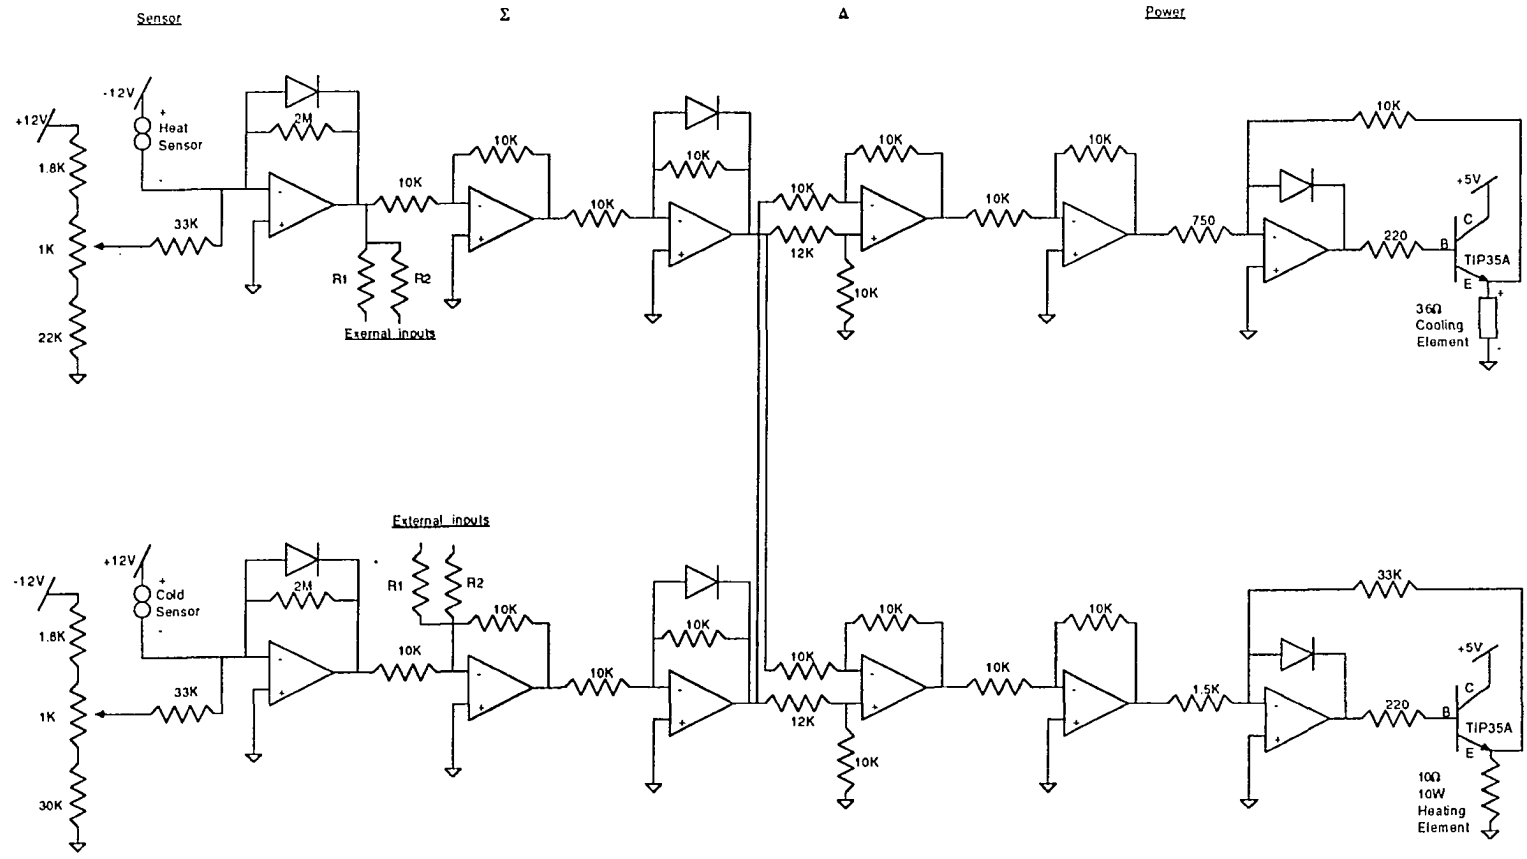 Sensor
Σ
Δ
Power
-12V
+12V
+
Heat
Sensor
-
2M
1.8K
1K
22K
33K
-
+
10K
R1
R2
Exernal inputs
10K
-
+
10K
10K
-
+
10K
12K
10K
10K
-
+
10K
10K
-
+
750
10K
-
+
220
+5V
C
B
E
TIP35A
+
36Ω
Cooling
Element
-
External inputs
+12V
-12V
+
Cold
Sensor
-
2M
1.8K
1K
30K
33K
-
+
10K
R1
R2
10K
-
+
10K
10K
-
+
10K
12K
10K
10K
-
+
10K
10K
-
+
1.5K
33K
-
+
220
+5V
C
B
E
TIP35A
10Ω
10W
Heating
Element